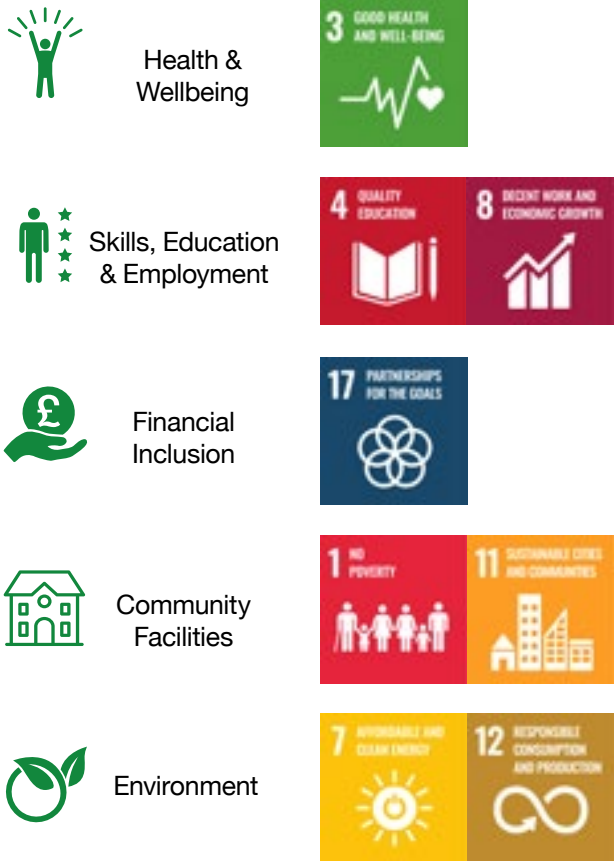 Health &
Wellbeing
3 GOOD HEALTH
AND WELL-BEING
Skills, Education
& Employment
4 QUALITY
EDUCATION
8 DECENT WORK AND
ECONOMIC GROWTH
£
Financial
Inclusion
17 PARTNERSHIPS
FOR THE GOALS
Community
Facilities
1 NO
POVERTY
11 SUSTAINABLE CITIES
AND COMMUNITIES
Environment
7 AFFORDABLE AND
CLEAN ENERGY
12 RESPONSIBLE
CONSUMPTION
AND PRODUCTION